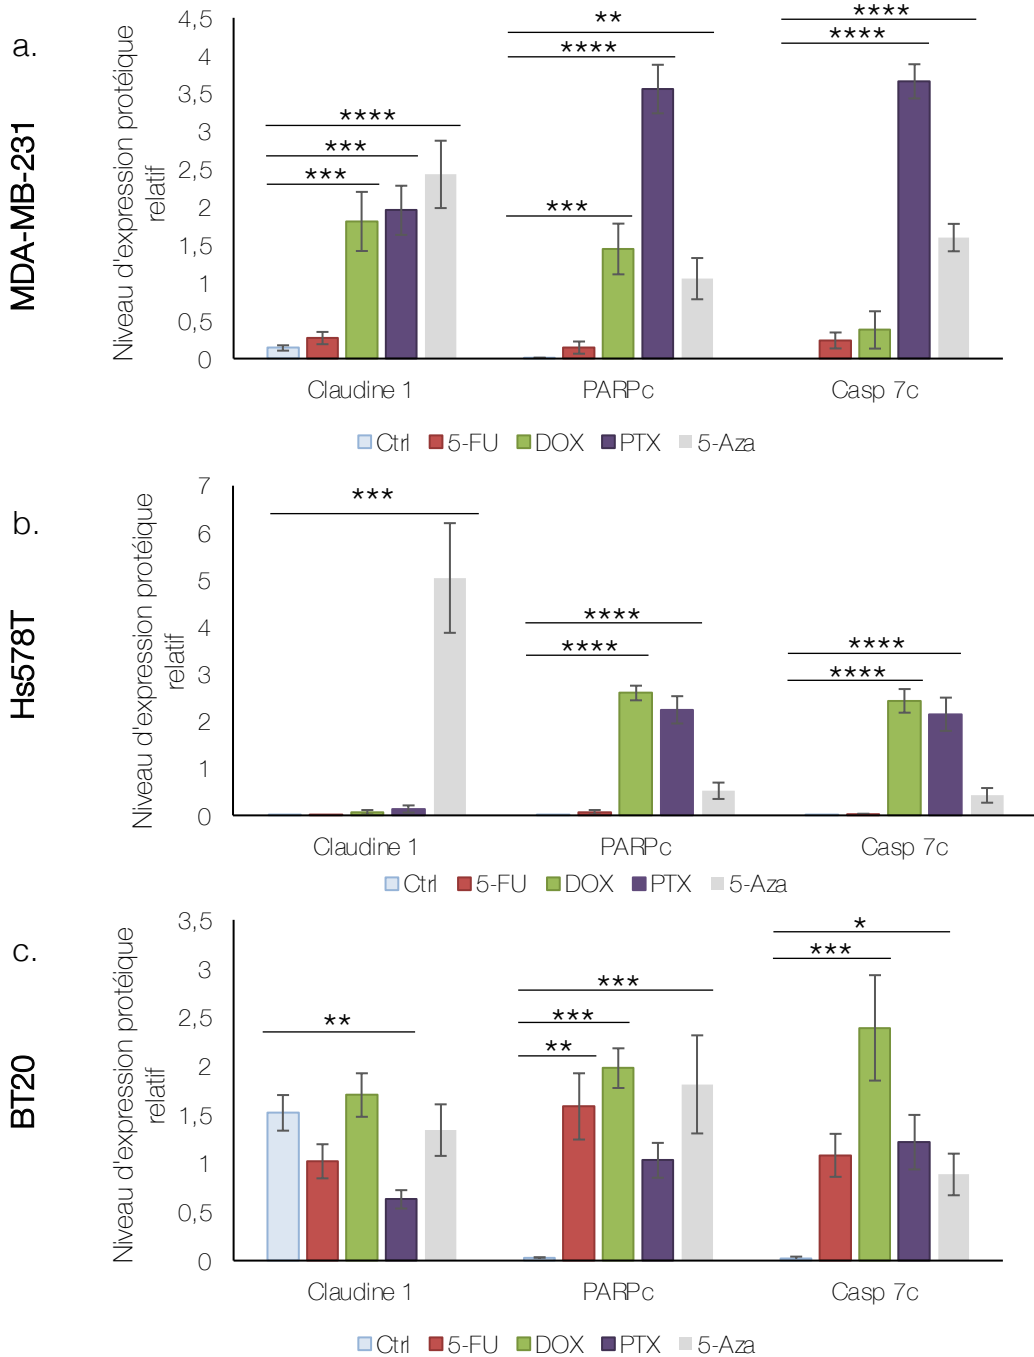 a.
MDA-MB-231
Niveau d'expression protéique
relatif
4,5
4
3,5
3
2,5
2
1,5
1
0,5
0
****
***
***
**
****
***
****
****
Claudine 1 PARPc Casp 7c
Ctrl 5-FU DOX PTX 5-Aza
b.
Hs578T
Niveau d'expression protéique
relatif
7
6
5
4
3
2
1
0
***
****
****
****
****
Claudine 1 PARPc Casp 7c
Ctrl 5-FU DOX PTX 5-Aza
c.
BT20
Niveau d'expression protéique
relatif
3,5
3
2,5
2
1,5
1
0,5
0
**
***
***
**
*
***
Claudine 1 PARPc Casp 7c
Ctrl 5-FU DOX PTX 5-Aza